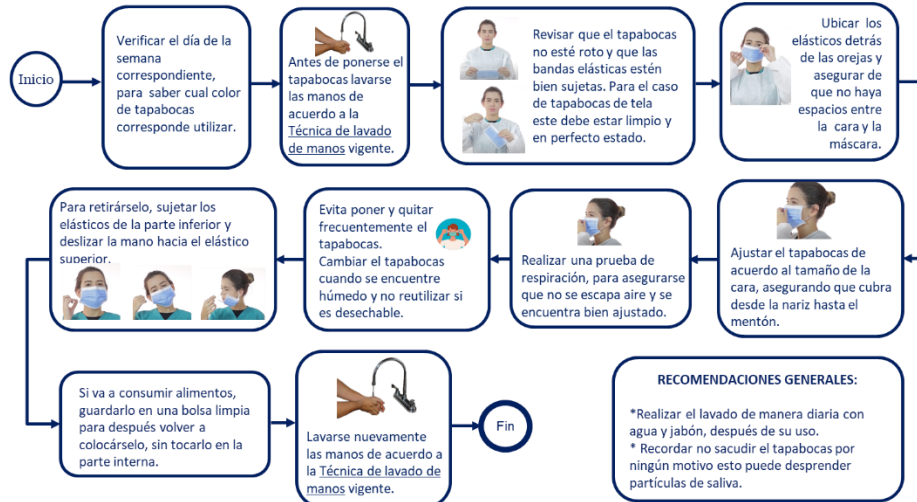 Inicio
Verificar el día de la
semana
correspondiente,
para saber cual color
de tapabocas
corresponde utilizar.
Antes de ponerse el
tapabocas lavarse
las manos de
acuerdo a la
Técnica de lavado
de manos vigente.
Revisar que el tapabocas
no esté roto y que las
bandas elásticas estén
bien sujetas. Para el caso
de tapabocas de tela
este debe estar limpio y
en perfecto estado.
Ubicar los
elásticos detrás
de las orejas y
asegurar de
que no haya
espacios entre
la cara y la
máscara.
Ajustar el tapabocas de
acuerdo al tamaño de la
cara, asegurando que cubra
desde la nariz hasta el
mentón.
Realizar una prueba de
respiración, para asegurarse
que no se escapa aire y se
encuentra bien ajustado.
Evita poner y quitar
frecuentemente el
tapabocas.
Cambiar el tapabocas
cuando se encuentre
húmedo y no reutilizar si
es desechable.
Para retirárselo, sujetar los
elásticos de la parte inferior y
deslizar la mano hacia el elástico
superior.
Si va a consumir alimentos,
guardarlo en una bolsa limpia
para después volver a
colocárselo, sin tocarlo en la
parte interna.
Lavarse nuevamente
las manos de acuerdo a
la Técnica de lavado de
manos vigente.
Fin
RECOMENDACIONES GENERALES:
*Realizar el lavado de manera diaria con
agua y jabón, después de su uso.
* Recordar no sacudir el tapabocas por
ningún motivo esto puede desprender
partículas de saliva.